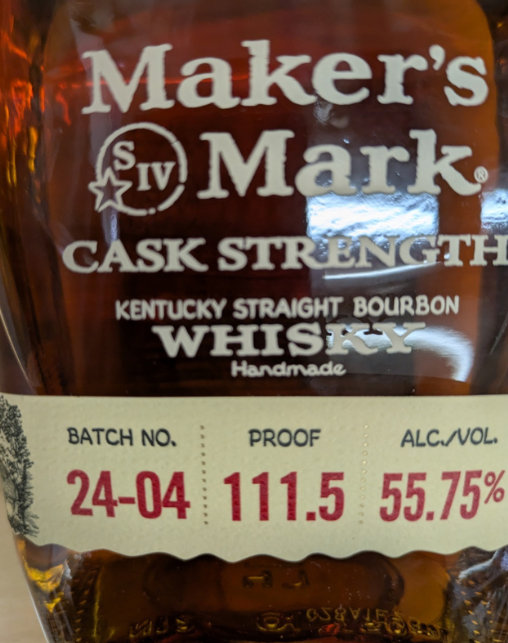 Maker's
S IV Mark®
CASK STRENGTH
KENTUCKY STRAIGHT BOURBON
WHISKY
Handmade
BATCH NO. PROOF ALC./VOL.
24-04 111.5 55.75%